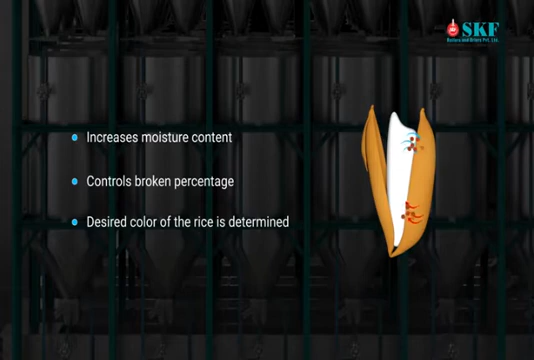 SKF
Boilers and Driers Pvt. Ltd.
Increases moisture content
Controls broken percentage
Desired color of the rice is determined